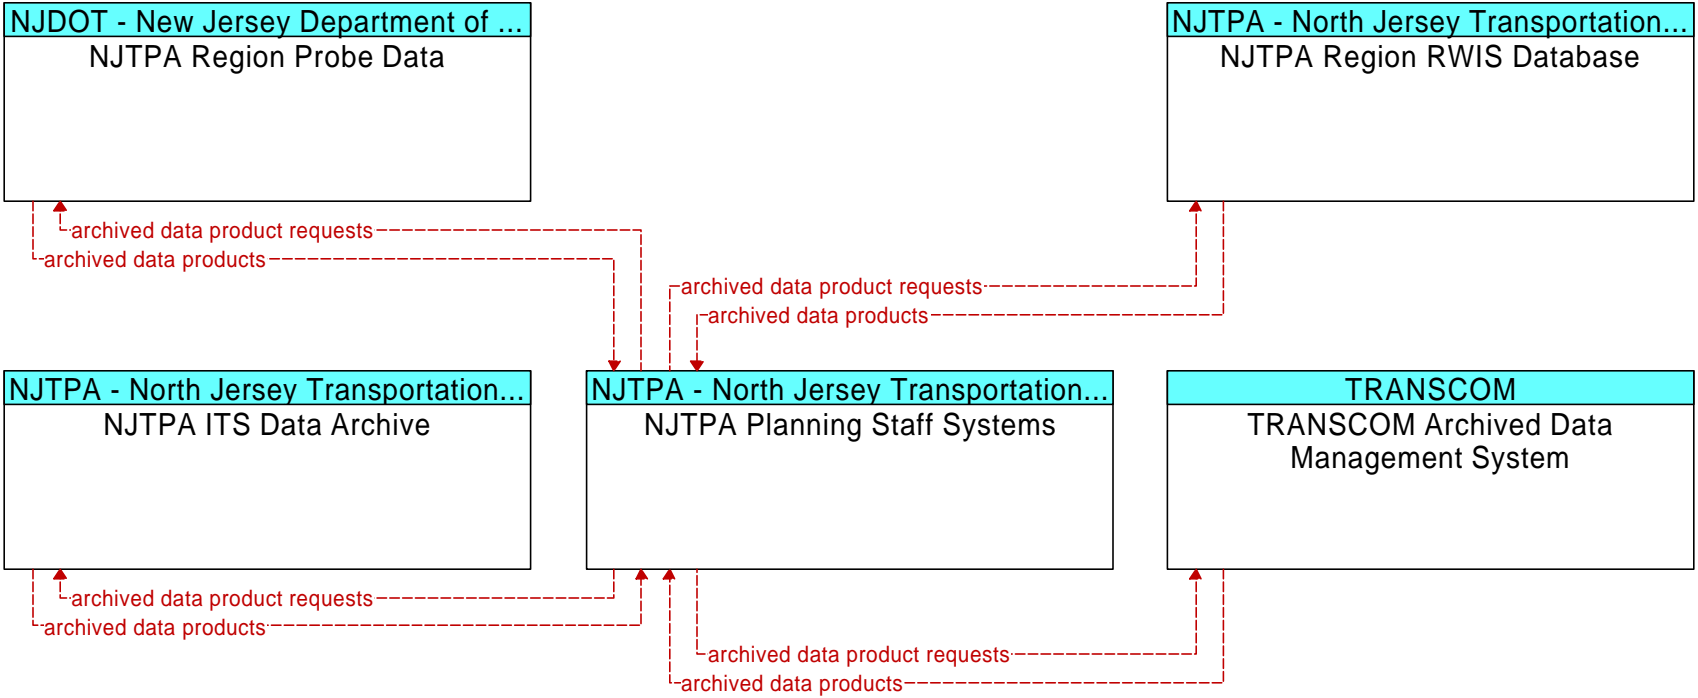 NJDOT - New Jersey Department of ...
NJTPA Region Probe Data
NJTPA - North Jersey Transportation...
NJTPA Region RWIS Database
archived data product requests
archived data products
archived data product requests
archived data products
NJTPA - North Jersey Transportation...
NJTPA ITS Data Archive
NJTPA - North Jersey Transportation...
NJTPA Planning Staff Systems
TRANSCOM
TRANSCOM Archived Data
Management System
archived data product requests
archived data products
archived data product requests
archived data products